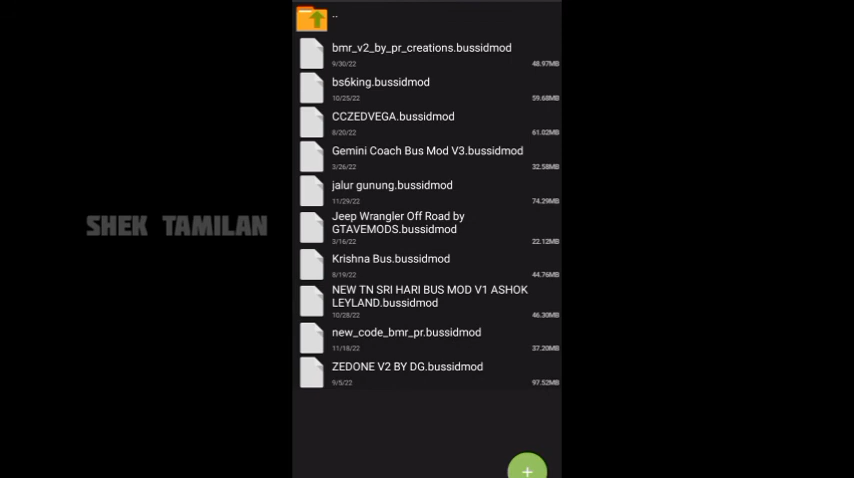 ..
bmr_v2_by_pr_creations.bussidmod
9/30/22 48.97MB
bs6king.bussidmod
10/25/22 59.68MB
CCZEDVEGA.bussidmod
8/20/22 61.02MB
Gemini Coach Bus Mod V3.bussidmod
3/26/22 32.58MB
jalur gunung.bussidmod
11/29/22 74.29MB
SHEK TAMILAN
Jeep Wrangler Off Road by
GTAVEMODS.bussidmod
3/16/22 22.12MB
Krishna Bus.bussidmod
8/19/22 44.76MB
NEW TN SRI HARI BUS MOD V1 ASHOK
LEYLAND.bussidmod
10/28/22 46.30MB
new_code_bmr_pr.bussidmod
11/18/22 37.20MB
ZEDONE V2 BY DG.bussidmod
9/5/22 97.52MB
+